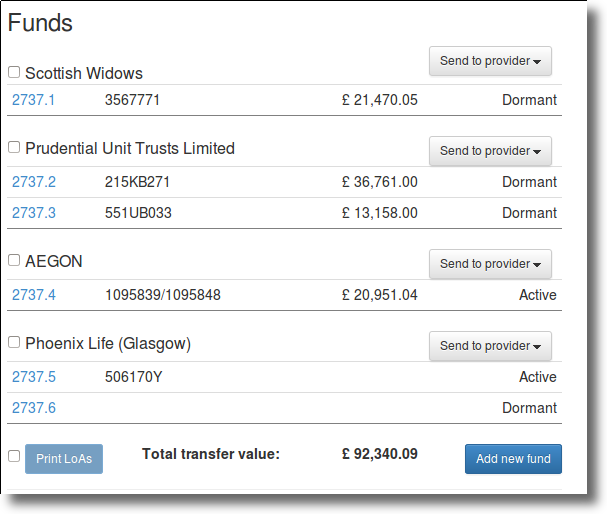 Funds
Scottish Widows Send to provider
2737.1 3567771 £ 21,470.05 Dormant
Prudential Unit Trusts Limited Send to provider
2737.2 215KB271 £ 36,761.00 Dormant
2737.3 551UB033 £ 13,158.00 Dormant
AEGON Send to provider
2737.4 1095839/1095848 £ 20,951.04 Active
Phoenix Life (Glasgow) Send to provider
2737.5 506170Y Active
2737.6 Dormant
Print LoAs Total transfer value: £ 92,340.09 Add new fund